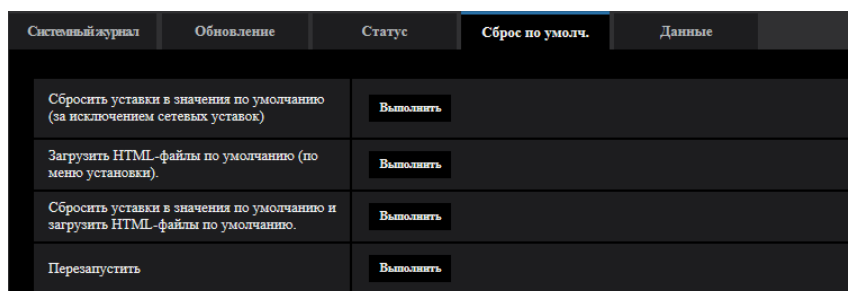 Системный журнал Обновление Статус Сброс по умолч. Данные
Сбросить уставки в значения по умолчанию
(за исключением сетевых уставок)
Выполнить
Загрузить HTML-файлы по умолчанию (по
меню установки).
Выполнить
Сбросить уставки в значения по умолчанию и
загрузить HTML-файлы по умолчанию.
Выполнить
Перезапустить
Выполнить